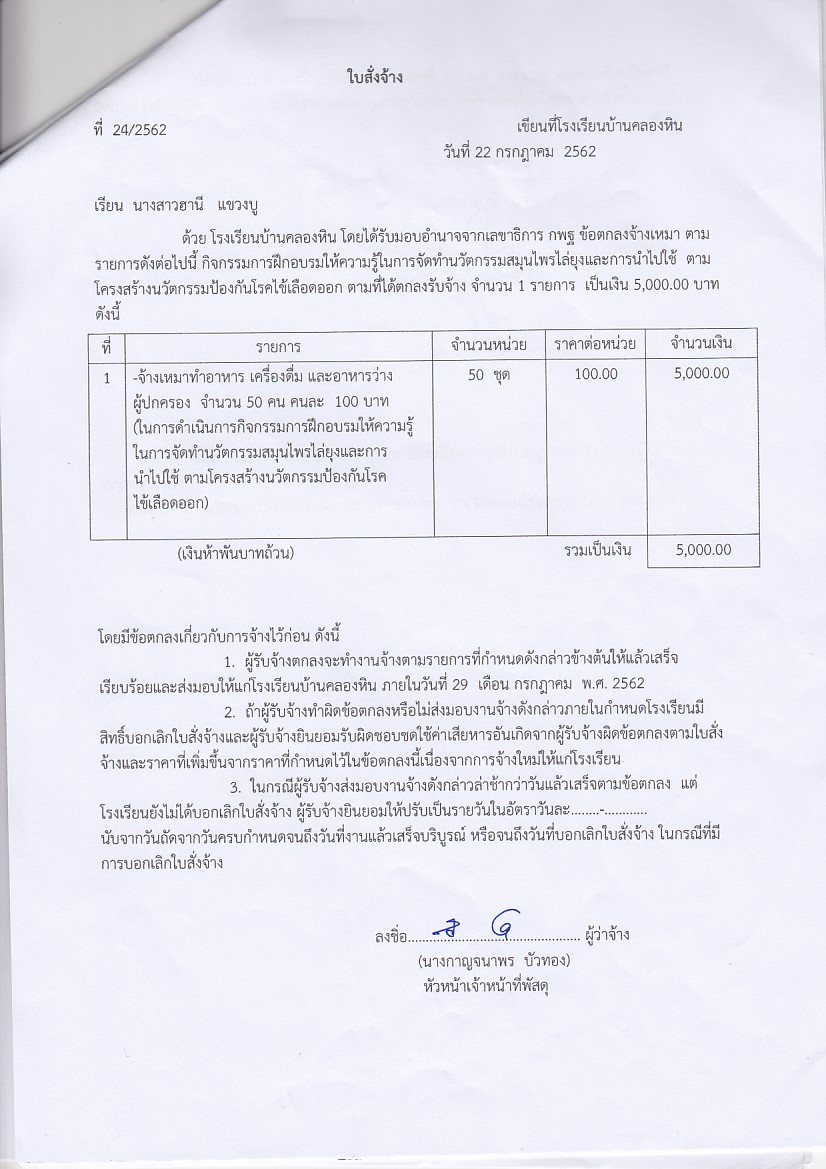 ใบสั่งจ้าง
ที่ 24/2562 เขียนที่โรงเรียนบ้านคลองหิน
วันที่ 22 กรกฎาคม 2562
เรียน นางสาวฮานี แขวงบู
ด้วย โรงเรียนบ้านคลองหิน โดยได้รับมอบอำนาจจากเลขาธิการ กพฐ ข้อตกลงจ้างเหมา ตาม
รายการดังต่อไปนี้ กิจกรรมการฝึกอบรมให้ความรู้ในการจัดทำนวัตกรรมสมุนไพรไล่ยุงและการนำไปใช้ ตาม
โครงสร้างนวัตกรรมป้องกันโรคไข้เลือดออก ตามที่ได้ตกลงรับจ้าง จำนวน 1 รายการ เป็นเงิน 5,000.00 บาท
ดังนี้
ที่ รายการ จำนวนหน่วย ราคาต่อหน่วย จำนวนเงิน
1 -จ้างเหมาทำอาหาร เครื่องดื่ม และอาหารว่าง 50 ชุด 100.00 5,000.00
ผู้ปกครอง จำนวน 50 คน คนละ 100 บาท
(ในการดำเนินการกิจกรรมการฝึกอบรมให้ความรู้
ในการจัดทำนวัตกรรมสมุนไพรไล่ยุงและการ
นำไปใช้ ตามโครงสร้างนวัตกรรมป้องกันโรค
ไข้เลือดออก)
(เงินห้าพันบาทถ้วน) รวมเป็นเงิน 5,000.00
โดยมีข้อตกลงเกี่ยวกับการจ้างไว้ก่อน ดังนี้
1. ผู้รับจ้างตกลงจะทำงานจ้างตามรายการที่กำหนดดังกล่าวข้างต้นให้แล้วเสร็จ
เรียบร้อยและส่งมอบให้แก่โรงเรียนบ้านคลองหิน ภายในวันที่ 29 เดือน กรกฎาคม พ.ศ. 2562
2. ถ้าผู้รับจ้างทำผิดข้อตกลงหรือไม่ส่งมอบงานจ้างดังกล่าวภายในกำหนดโรงเรียนมี
สิทธิ์บอกเลิกใบสั่งจ้างและผู้รับจ้างยินยอมรับผิดชอบชดใช้ค่าเสียหารอันเกิดจากผู้รับจ้างผิดข้อตกลงตามใบสั่ง
จ้างและราคาที่เพิ่มขึ้นจากราคาที่กำหนดไว้ในข้อตกลงนี้เนื่องจากการจ้างใหม่ให้แก่โรงเรียน
3. ในกรณีผู้รับจ้างส่งมอบงานจ้างดังกล่าวล่าช้ากว่าวันแล้วเสร็จตามข้อตกลง แต่
โรงเรียนยังไม่ได้บอกเลิกใบสั่งจ้าง ผู้รับจ้างยินยอมให้ปรับเป็นรายวันในอัตราวันละ........-............
นับจากวันถัดจากวันครบกำหนดจนถึงวันที่งานแล้วเสร็จบริบูรณ์ หรือจนถึงวันที่บอกเลิกใบสั่งจ้าง ในกรณีที่มี
การบอกเลิกใบสั่งจ้าง
ลงชื่อ...................................... ผู้ว่าจ้าง
(นางกาญจนาพร บัวทอง)
หัวหน้าเจ้าหน้าที่พัสดุ